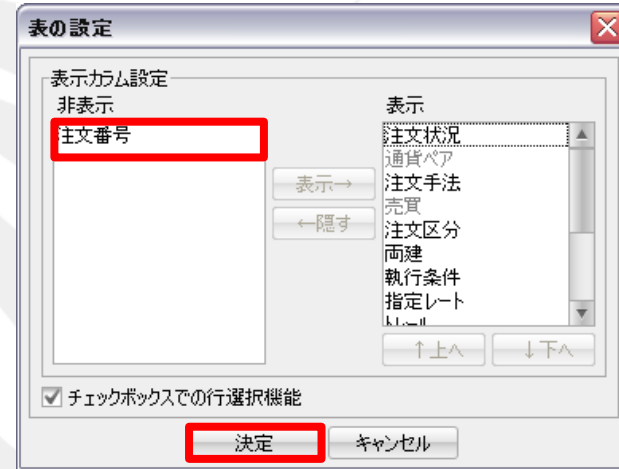 表の設定
表示カラム設定
非表示
表示
注文番号
注文状況
通貨ペア
注文手法
売買
注文区分
両建
執行条件
指定レート
トレール
表示→
←隠す
↑上へ
↓下へ
チェックボックスでの行選択機能
決定
キャンセル